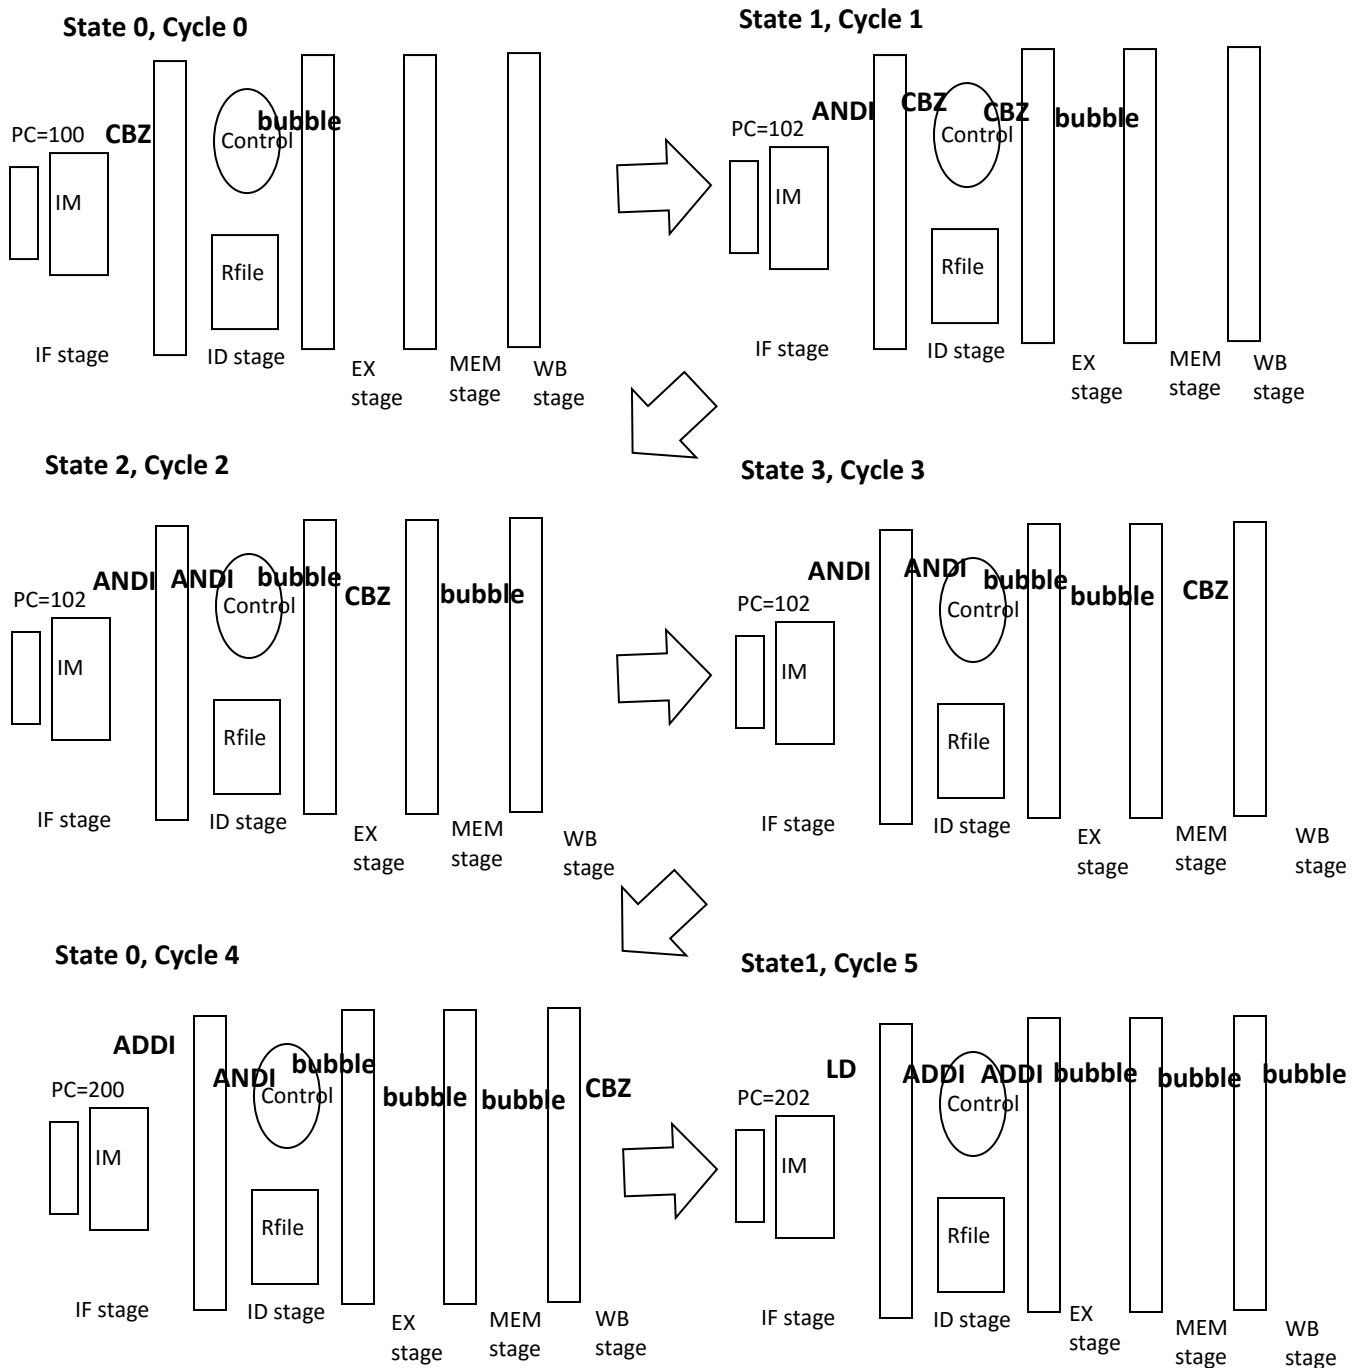 State 0, Cycle 0
PC=100
CBZ
Control
bubble
IM
Rfile
IF stage
ID stage
EX
stage
MEM
stage
WB
stage
State 1, Cycle 1
PC=102
ANDI
CBZ
Control
CBZ
bubble
IM
Rfile
IF stage
ID stage
EX
stage
MEM
stage
WB
stage
State 2, Cycle 2
PC=102
ANDI
ANDI
Control
bubble
CBZ
bubble
IM
Rfile
IF stage
ID stage
EX
stage
MEM
stage
WB
stage
State 3, Cycle 3
PC=102
ANDI
ANDI
Control
bubble
bubble
CBZ
IM
Rfile
IF stage
ID stage
EX
stage
MEM
stage
WB
stage
State 0, Cycle 4
PC=200
ADDI
ANDI
Control
bubble
bubble
bubble
CBZ
IM
Rfile
IF stage
ID stage
EX
stage
MEM
stage
WB
stage
State1, Cycle 5
PC=202
LD
ADDI
Control
ADDI
bubble
bubble
bubble
IM
Rfile
IF stage
ID stage
EX
stage
MEM
stage
WB
stage